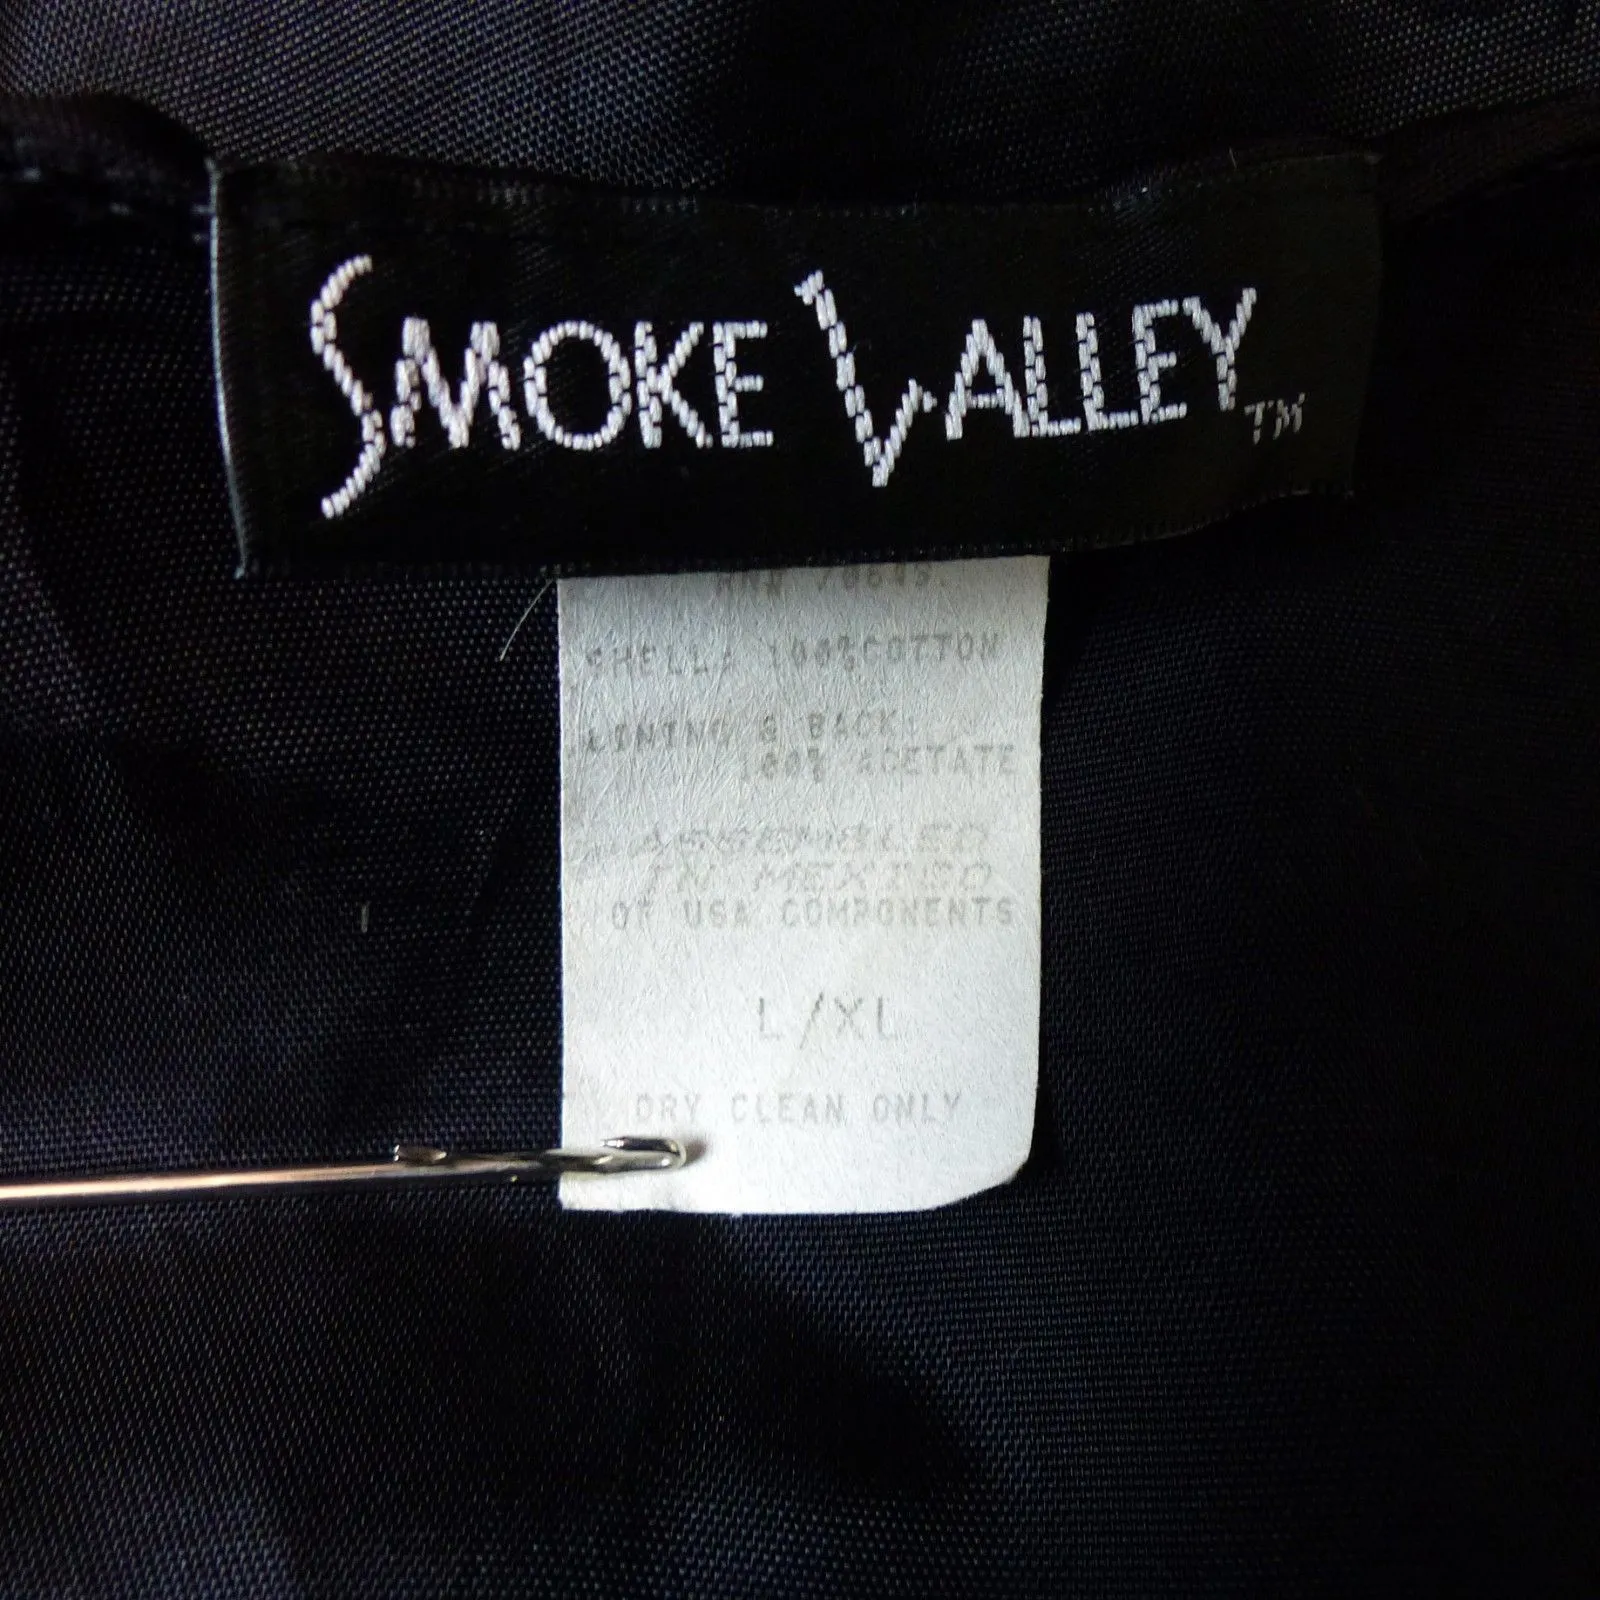 SMOKE VALLEY TM
SHELL: 100% COTTON
LINING & BACK:
100% ACETATE
ASSEMBLED
IN MEXICO
OF USA COMPONENTS
L/XL
DRY CLEAN ONLY